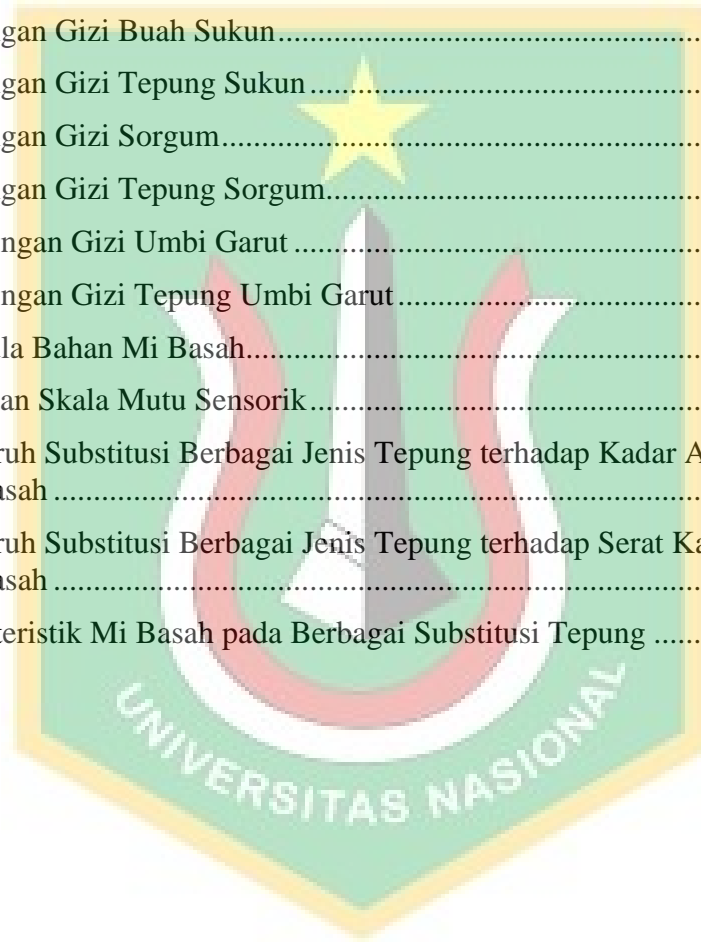 ngan Gizi Buah Sukun........................................................
ngan Gizi Tepung Sukun....................................................
ngan Gizi Sorgum...............................................................
ngan Gizi Tepung Sorgum..................................................
ngan Gizi Umbi Garut........................................................
ngan Gizi Tepung Umbi Garut...........................................
la Bahan Mi Basah.............................................................
an Skala Mutu Sensorik......................................................
ruh Substitusi Berbagai Jenis Tepung terhadap Kadar A
asah.....................................................................................
ruh Substitusi Berbagai Jenis Tepung terhadap Serat Ka
asah.....................................................................................
teristik Mi Basah pada Berbagai Substitusi Tepung ......
UNIVERSITAS NASIONAL